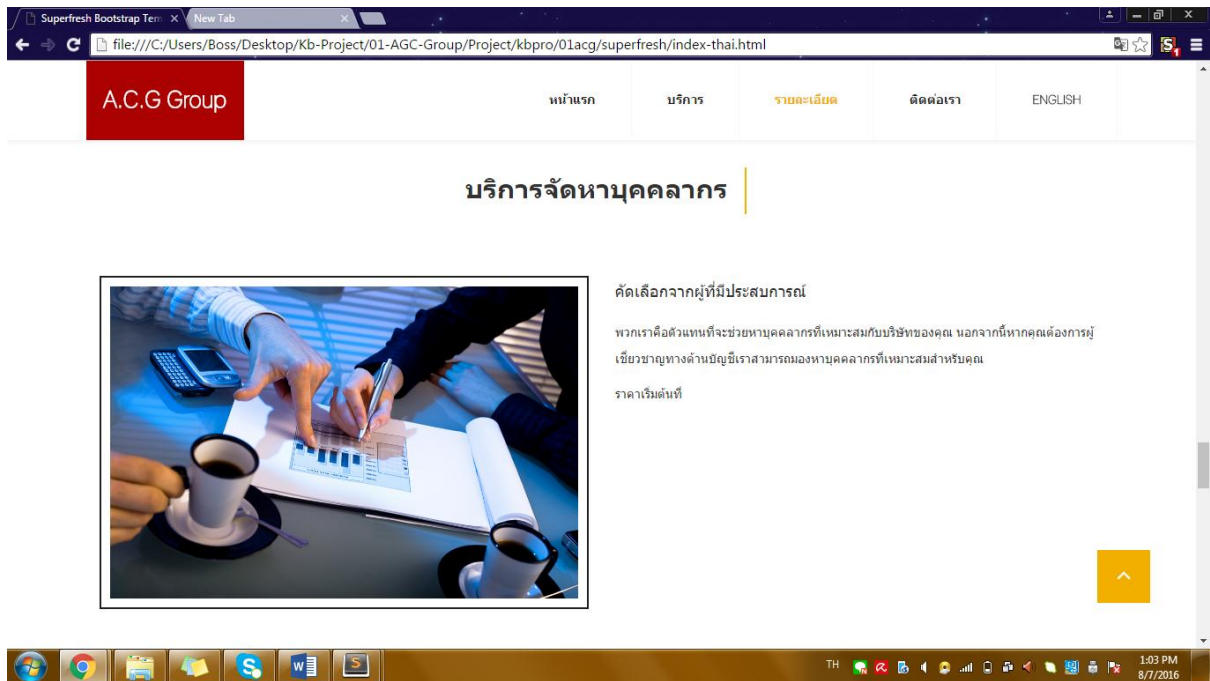 Superfresh Bootstrap Tem
New Tab
file:///C:/Users/Boss/Desktop/Kb-Project/01-AGC-Group/Project/kbpro/01acg/superfresh/index-thai.html
A.C.G Group
หน้าแรก
บริการ
รายละเอียด
ติดต่อเรา
ENGLISH
บริการจัดหาบุคคลากร
คัดเลือกจากผู้ที่มีประสบการณ์
พวกเราคือตัวแทนที่จะช่วยหาบุคคลากรที่เหมาะสมกับบริษัทของคุณ นอกจากนี้หากคุณต้องการผู้
เชี่ยวชาญทางด้านบัญชีเราสามารถมองหาบุคคลากรที่เหมาะสมสำหรับคุณ
ราคาเริ่มต้นที่
TH
1:03 PM
8/7/2016